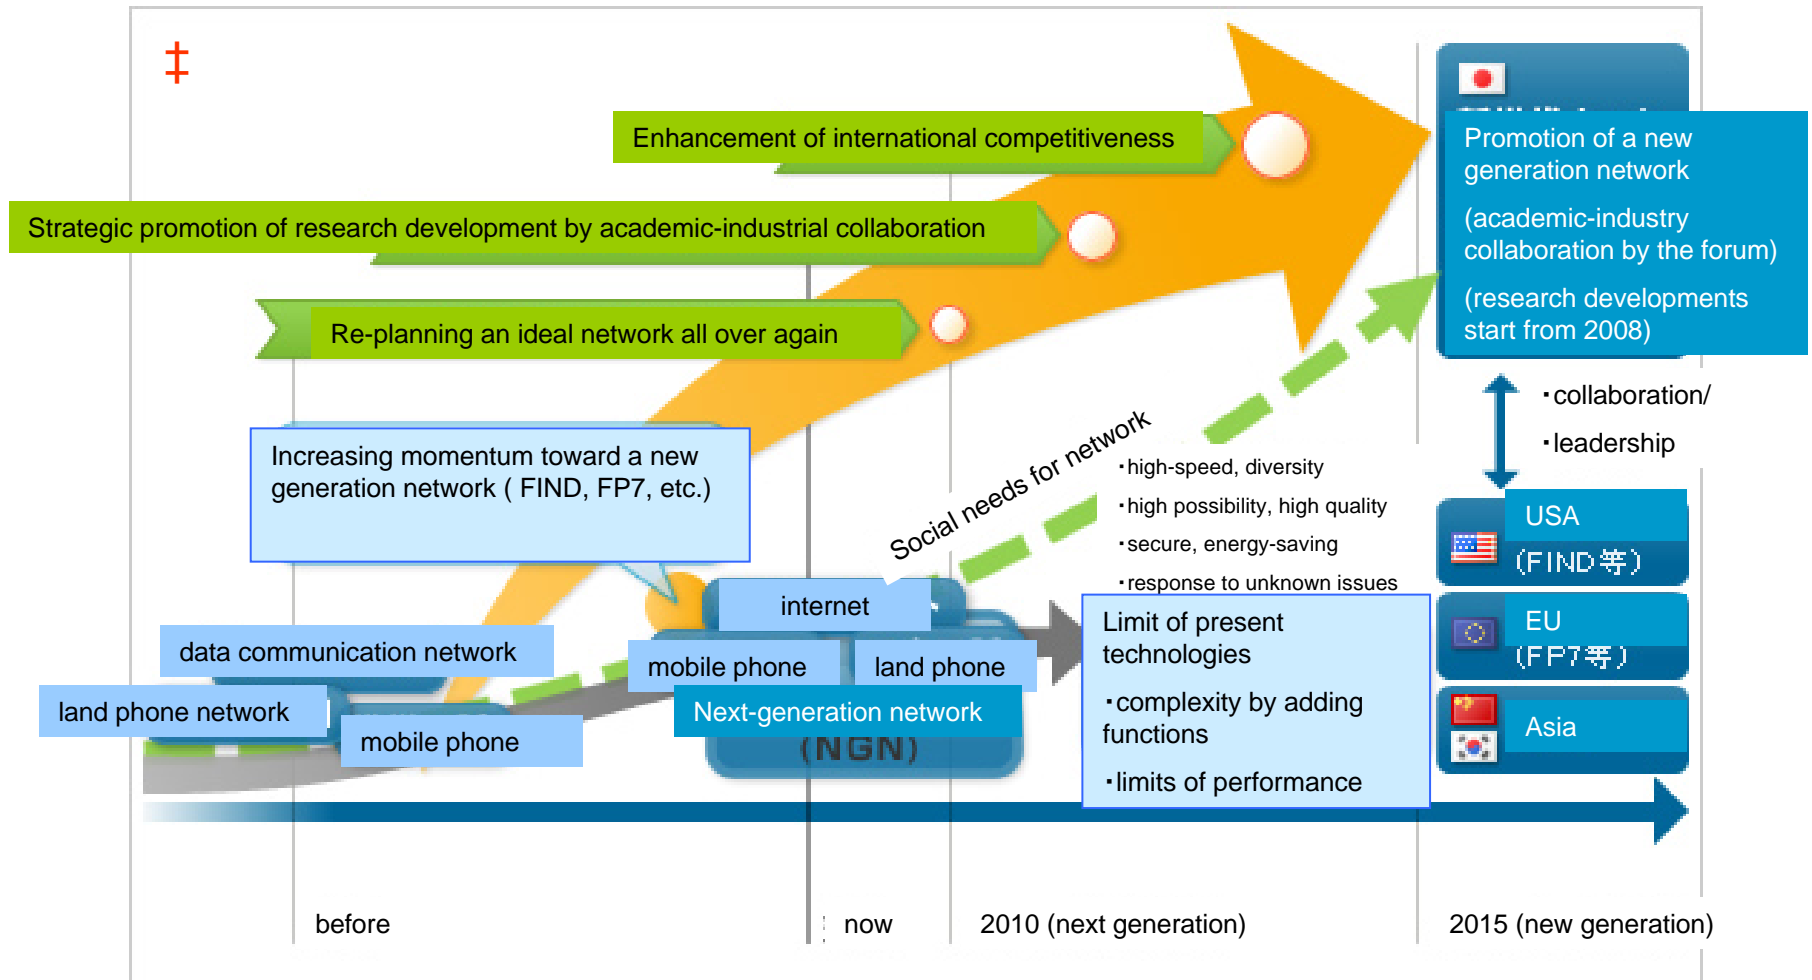 ‡
Enhancement of international competitiveness
Strategic promotion of research development by academic-industrial collaboration
Re-planning an ideal network all over again
Promotion of a new
generation network
(academic-industry
collaboration by the forum)
(research developments
start from 2008)
・collaboration/
・leadership
Increasing momentum toward a new
generation network ( FIND, FP7, etc.)
Social needs for network
・high-speed, diversity
・high possibility, high quality
・secure, energy-saving
・response to unknown issues
USA
(FIND等)
EU
(FP7等)
Asia
internet
mobile phone
land phone
Next-generation network
(NGN)
data communication network
land phone network
mobile phone
Limit of present
technologies
・complexity by adding
functions
・limits of performance
before
now
2010 (next generation)
2015 (new generation)